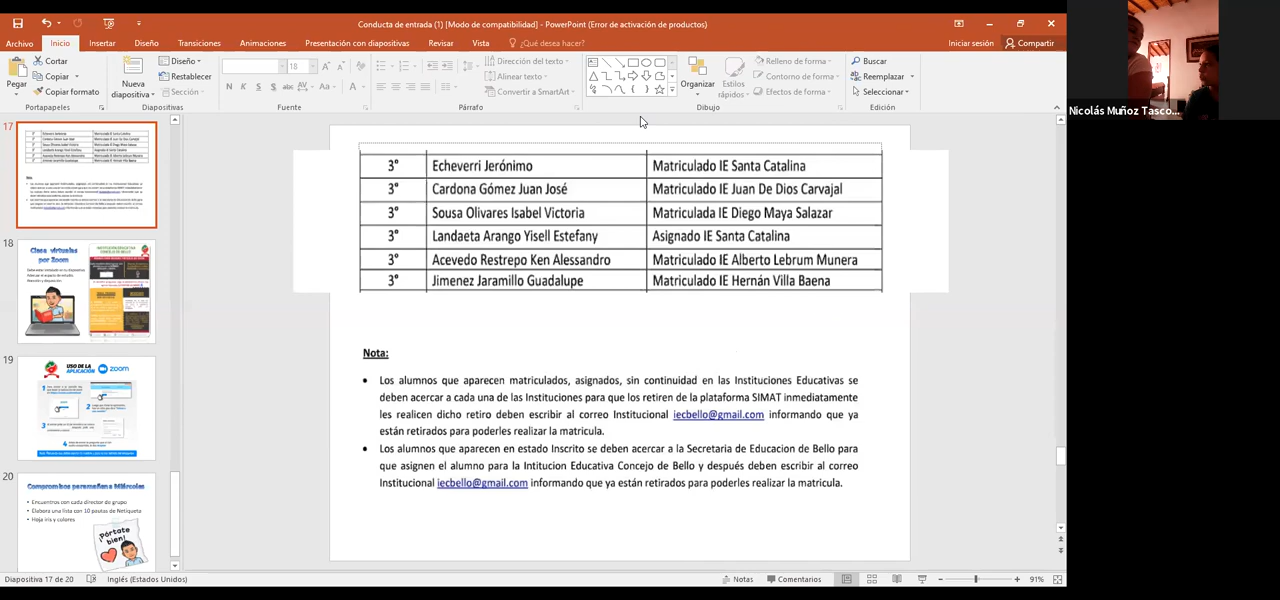 Conducta de entrada (1) [Modo de compatibilidad] - PowerPoint (Error de activación de productos)
Archivo Inicio Insertar Diseño Transiciones Animaciones Presentación con diapositivas Revisar Vista ¿Qué desea hacer? Iniciar sesión Compartir
Pegar
Cortar
Copiar
Copiar formato
Portapapeles
Nueva
diapositiva
Diseño
Restablecer
Sección
Diapositivas
18
N K S abc AV Aa A
Fuente
Dirección del texto
Alinear texto
Convertir a SmartArt
Párrafo
Organizar
Estilos
rápidos
Relleno de forma
Contorno de forma
Efectos de forma
Dibujo
Buscar
Reemplazar
Seleccionar
Edición
Nicolás Muñoz Tasco...
17
18
Clase virtuales
por Zoom
19
USO DE LA
APLICACIÓN zoom
20
Compromisos para mañana Miércoles
Encuentros con cada director de grupo
Elabora una lista con 10 pautas de Netiqueta
Hoja iris y colores
¡Pórtate
bien!
3° Echeverri Jerónimo Matriculado IE Santa Catalina
3° Cardona Gómez Juan José Matriculado IE Juan De Dios Carvajal
3° Sousa Olivares Isabel Victoria Matriculada IE Diego Maya Salazar
3° Landaeta Arango Yisell Estefany Asignado IE Santa Catalina
3° Acevedo Restrepo Ken Alessandro Matriculado IE Alberto Lebrum Munera
3° Jimenez Jaramillo Guadalupe Matriculado IE Hernán Villa Baena
Nota:
• Los alumnos que aparecen matriculados, asignados, sin continuidad en las Instituciones Educativas se
deben acercar a cada una de las Instituciones para que los retiren de la plataforma SIMAT inmediatamente
les realicen dicho retiro deben escribir al correo Institucional iecbello@gmail.com informando que ya
están retirados para poderles realizar la matricula.
• Los alumnos que aparecen en estado Inscrito se deben acercar a la Secretaria de Educacion de Bello para
que asignen el alumno para la Intitucion Educativa Concejo de Bello y después deben escribir al correo
Institucional iecbello@gmail.com informando que ya están retirados para poderles realizar la matricula.
Diapositiva 17 de 20 Inglés (Estados Unidos) Notas Comentarios 91%